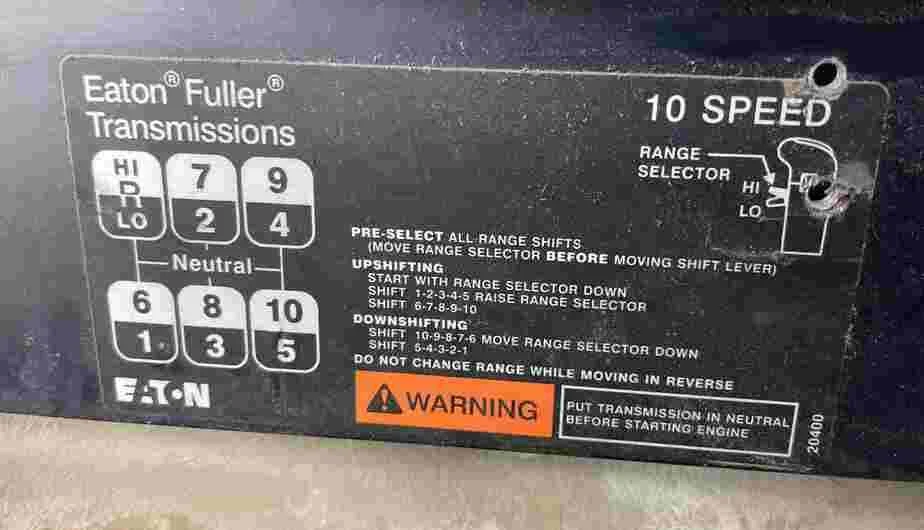 Eaton® Fuller®
Transmissions
10 SPEED
RANGE
SELECTOR
HI
LO
HI 7 9
R
LO 2 4
Neutral
6 8 10
1 3 5
EATON
PRE-SELECT ALL RANGE SHIFTS
(MOVE RANGE SELECTOR BEFORE MOVING SHIFT LEVER)
UPSHIFTING
START WITH RANGE SELECTOR DOWN
SHIFT 1-2-3-4-5 RAISE RANGE SELECTOR
SHIFT 6-7-8-9-10
DOWNSHIFTING
SHIFT 10-9-8-7-6 MOVE RANGE SELECTOR DOWN
SHIFT 5-4-3-2-1
DO NOT CHANGE RANGE WHILE MOVING IN REVERSE
WARNING
PUT TRANSMISSION IN NEUTRAL
BEFORE STARTING ENGINE
20400